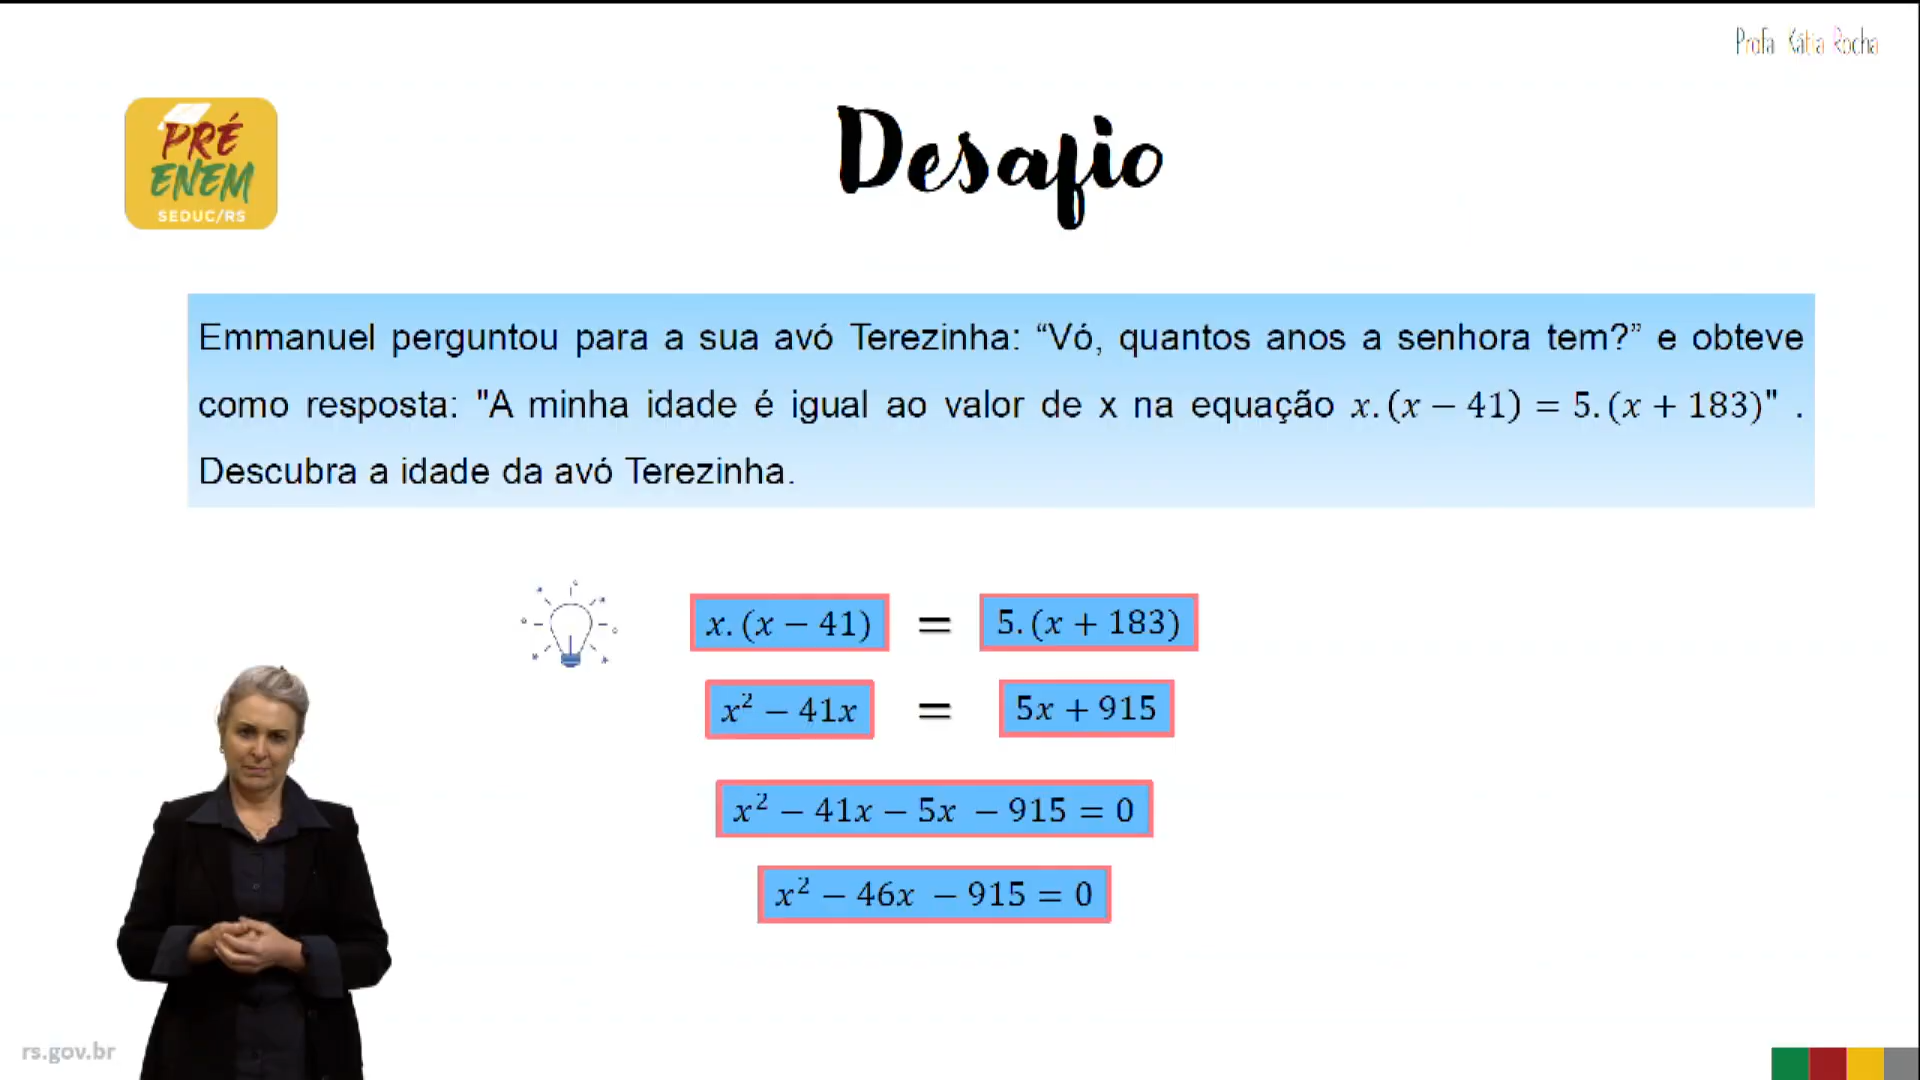 Profa Kátia Rocha
PRÉ
ENEM
SEDUC/RS
Desafio
Emmanuel perguntou para a sua avó Terezinha: “Vó, quantos anos a senhora tem?” e obteve
como resposta: "A minha idade é igual ao valor de x na equação x.(x − 41) = 5.(x + 183)" .
Descubra a idade da avó Terezinha.
x.(x − 41) = 5.(x + 183)
x² − 41x = 5x + 915
x² − 41x − 5x − 915 = 0
x² − 46x − 915 = 0
rs.gov.br